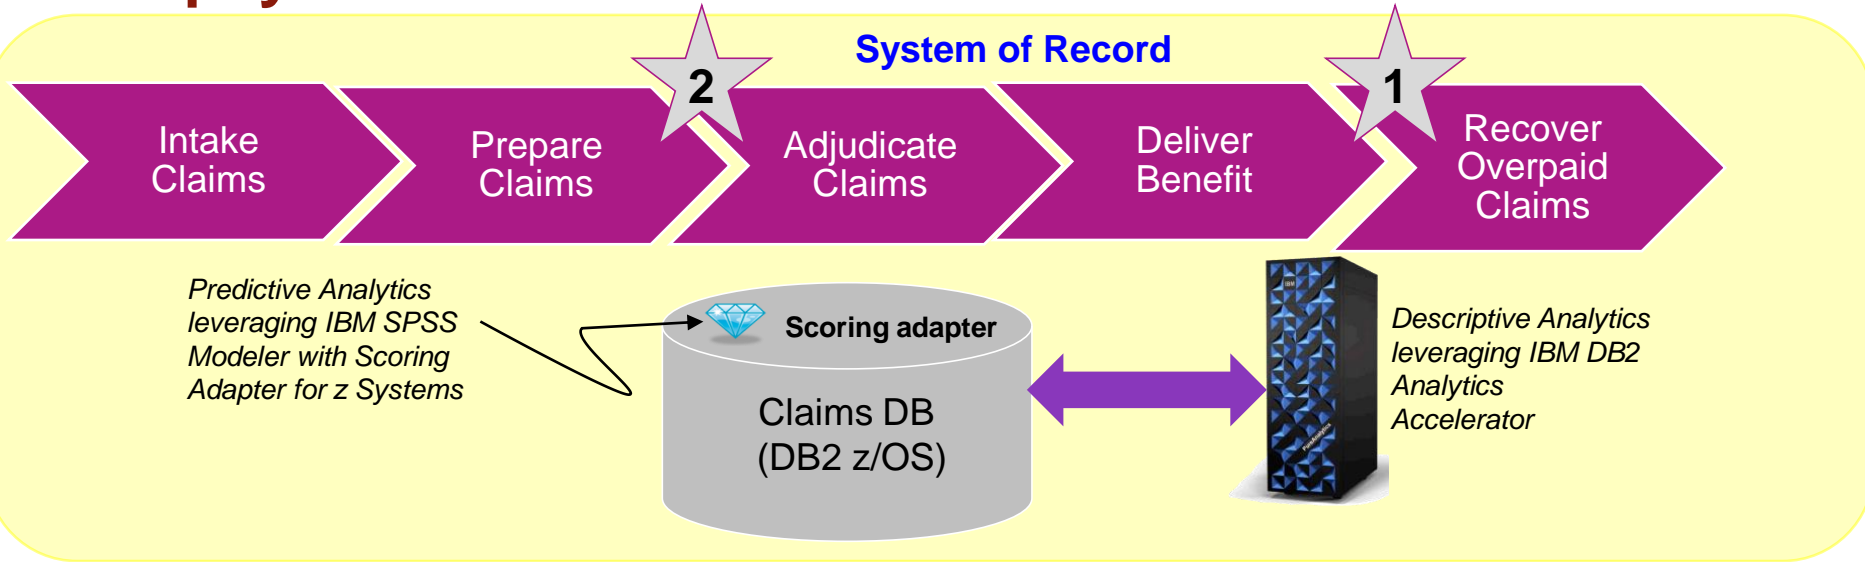 System of Record
2
1
Intake
Claims
Prepare
Claims
Adjudicate
Claims
Deliver
Benefit
Recover
Overpaid
Claims
Predictive Analytics
leveraging IBM SPSS
Modeler with Scoring
Adapter for z Systems
Scoring adapter
Claims DB
(DB2 z/OS)
IBM
PureAnalytics
Descriptive Analytics
leveraging IBM DB2
Analytics
Accelerator